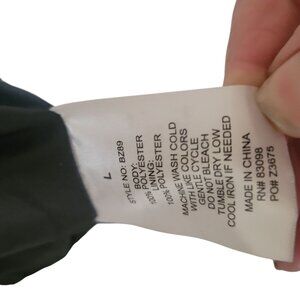 L
STYLE NO: BZ89
BODY:
100% POLYESTER
LINING:
100% POLYESTER
MACHINE WASH COLD
WITH LIKE COLORS
GENTLE CYCLE
DO NOT BLEACH
TUMBLE DRY LOW
COOL IRON IF NEEDED
MADE IN CHINA
RN# 83098
PO# Z3675